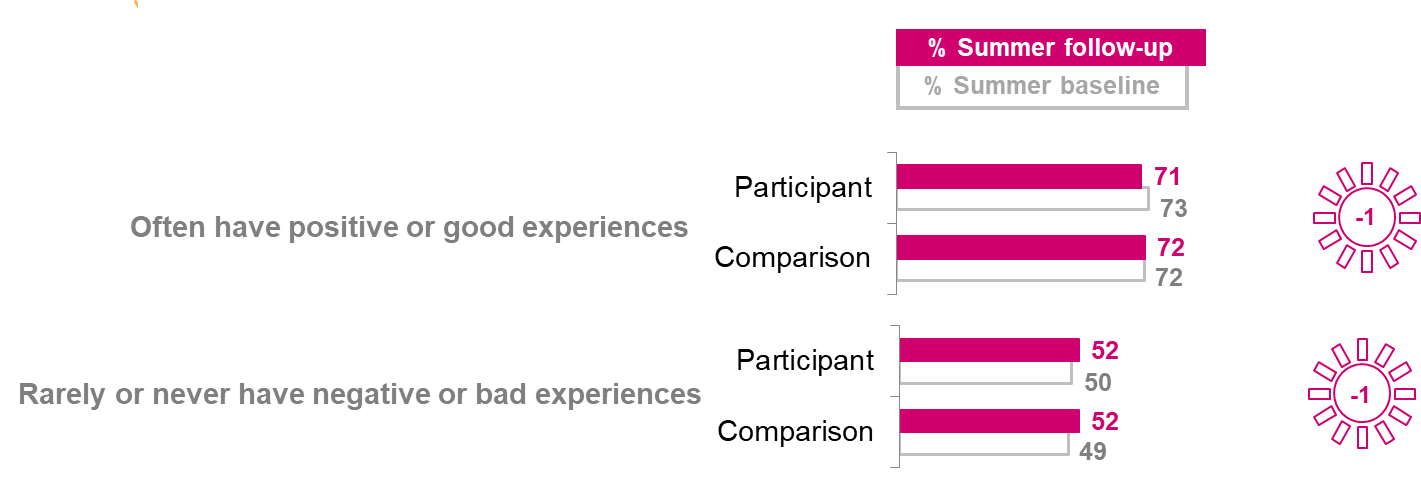 % Summer follow-up
% Summer baseline
Often have positive or good experiences
Participant
71
73
Comparison
72
72
-1
Rarely or never have negative or bad experiences
Participant
52
50
Comparison
52
49
-1